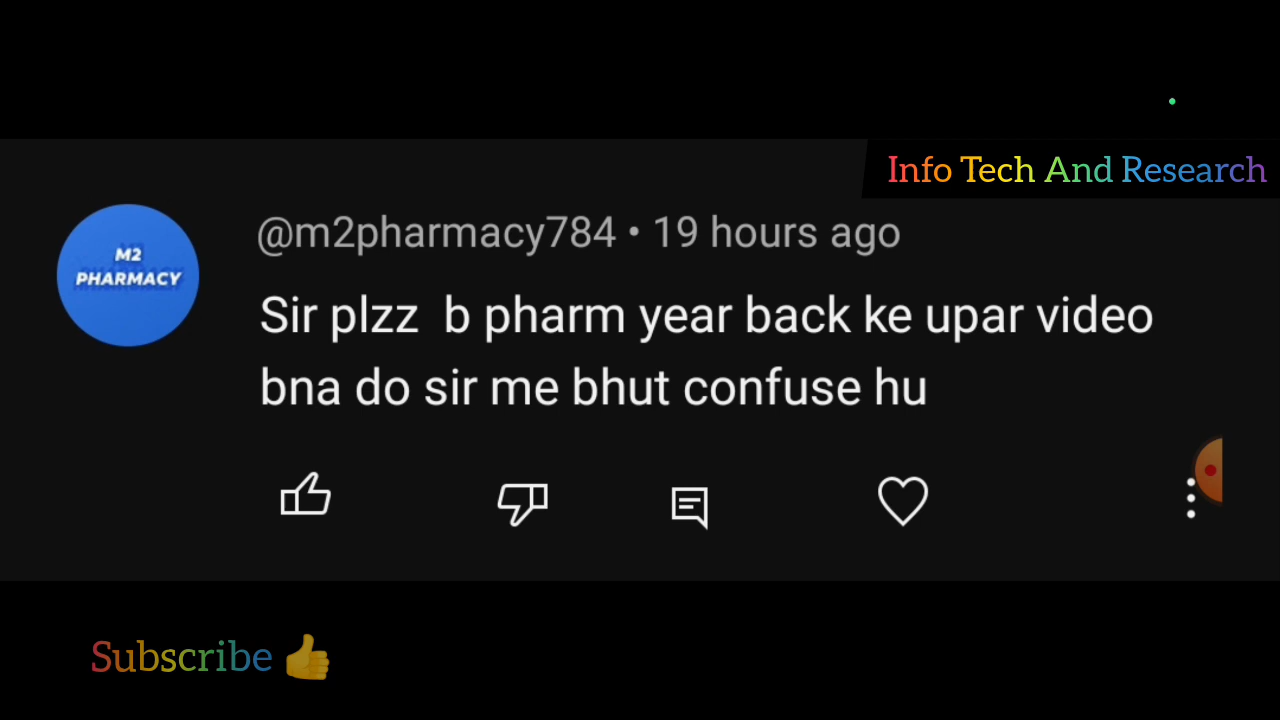 Info Tech And Research
M2
PHARMACY
@m2pharmacy784 • 19 hours ago
Sir plzz b pharm year back ke upar video
bna do sir me bhut confuse hu
Subscribe 👍